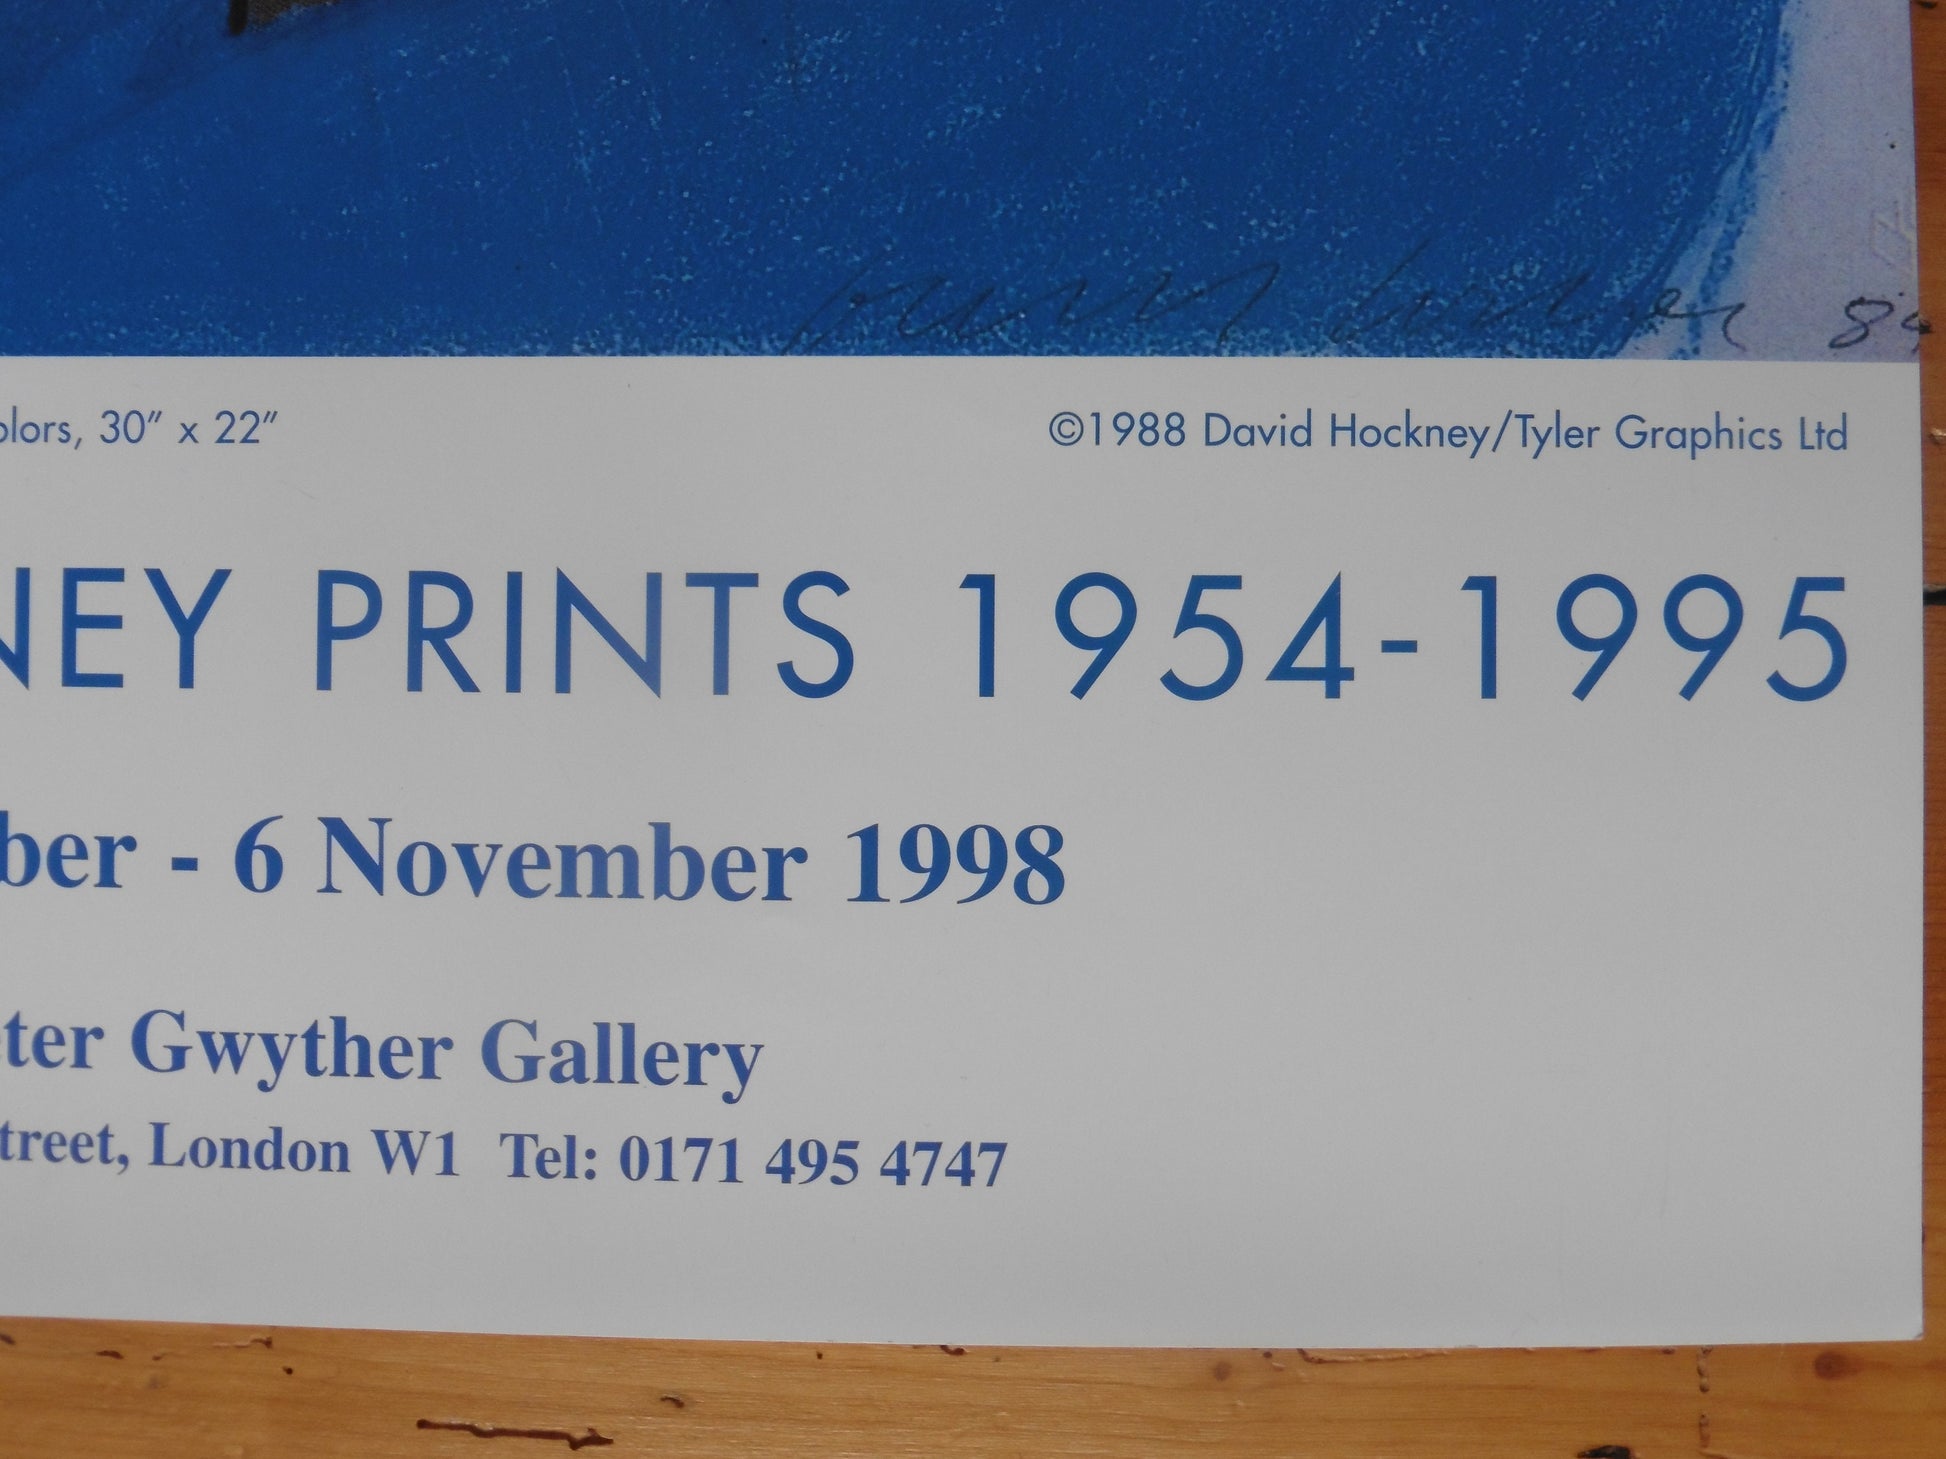 84
olors, 30" x 22"
©1988 David Hockney/Tyler Graphics Ltd
NEY PRINTS 1954-1995
ber - 6 November 1998
ter Gwyther Gallery
treet, London W1 Tel: 0171 495 4747